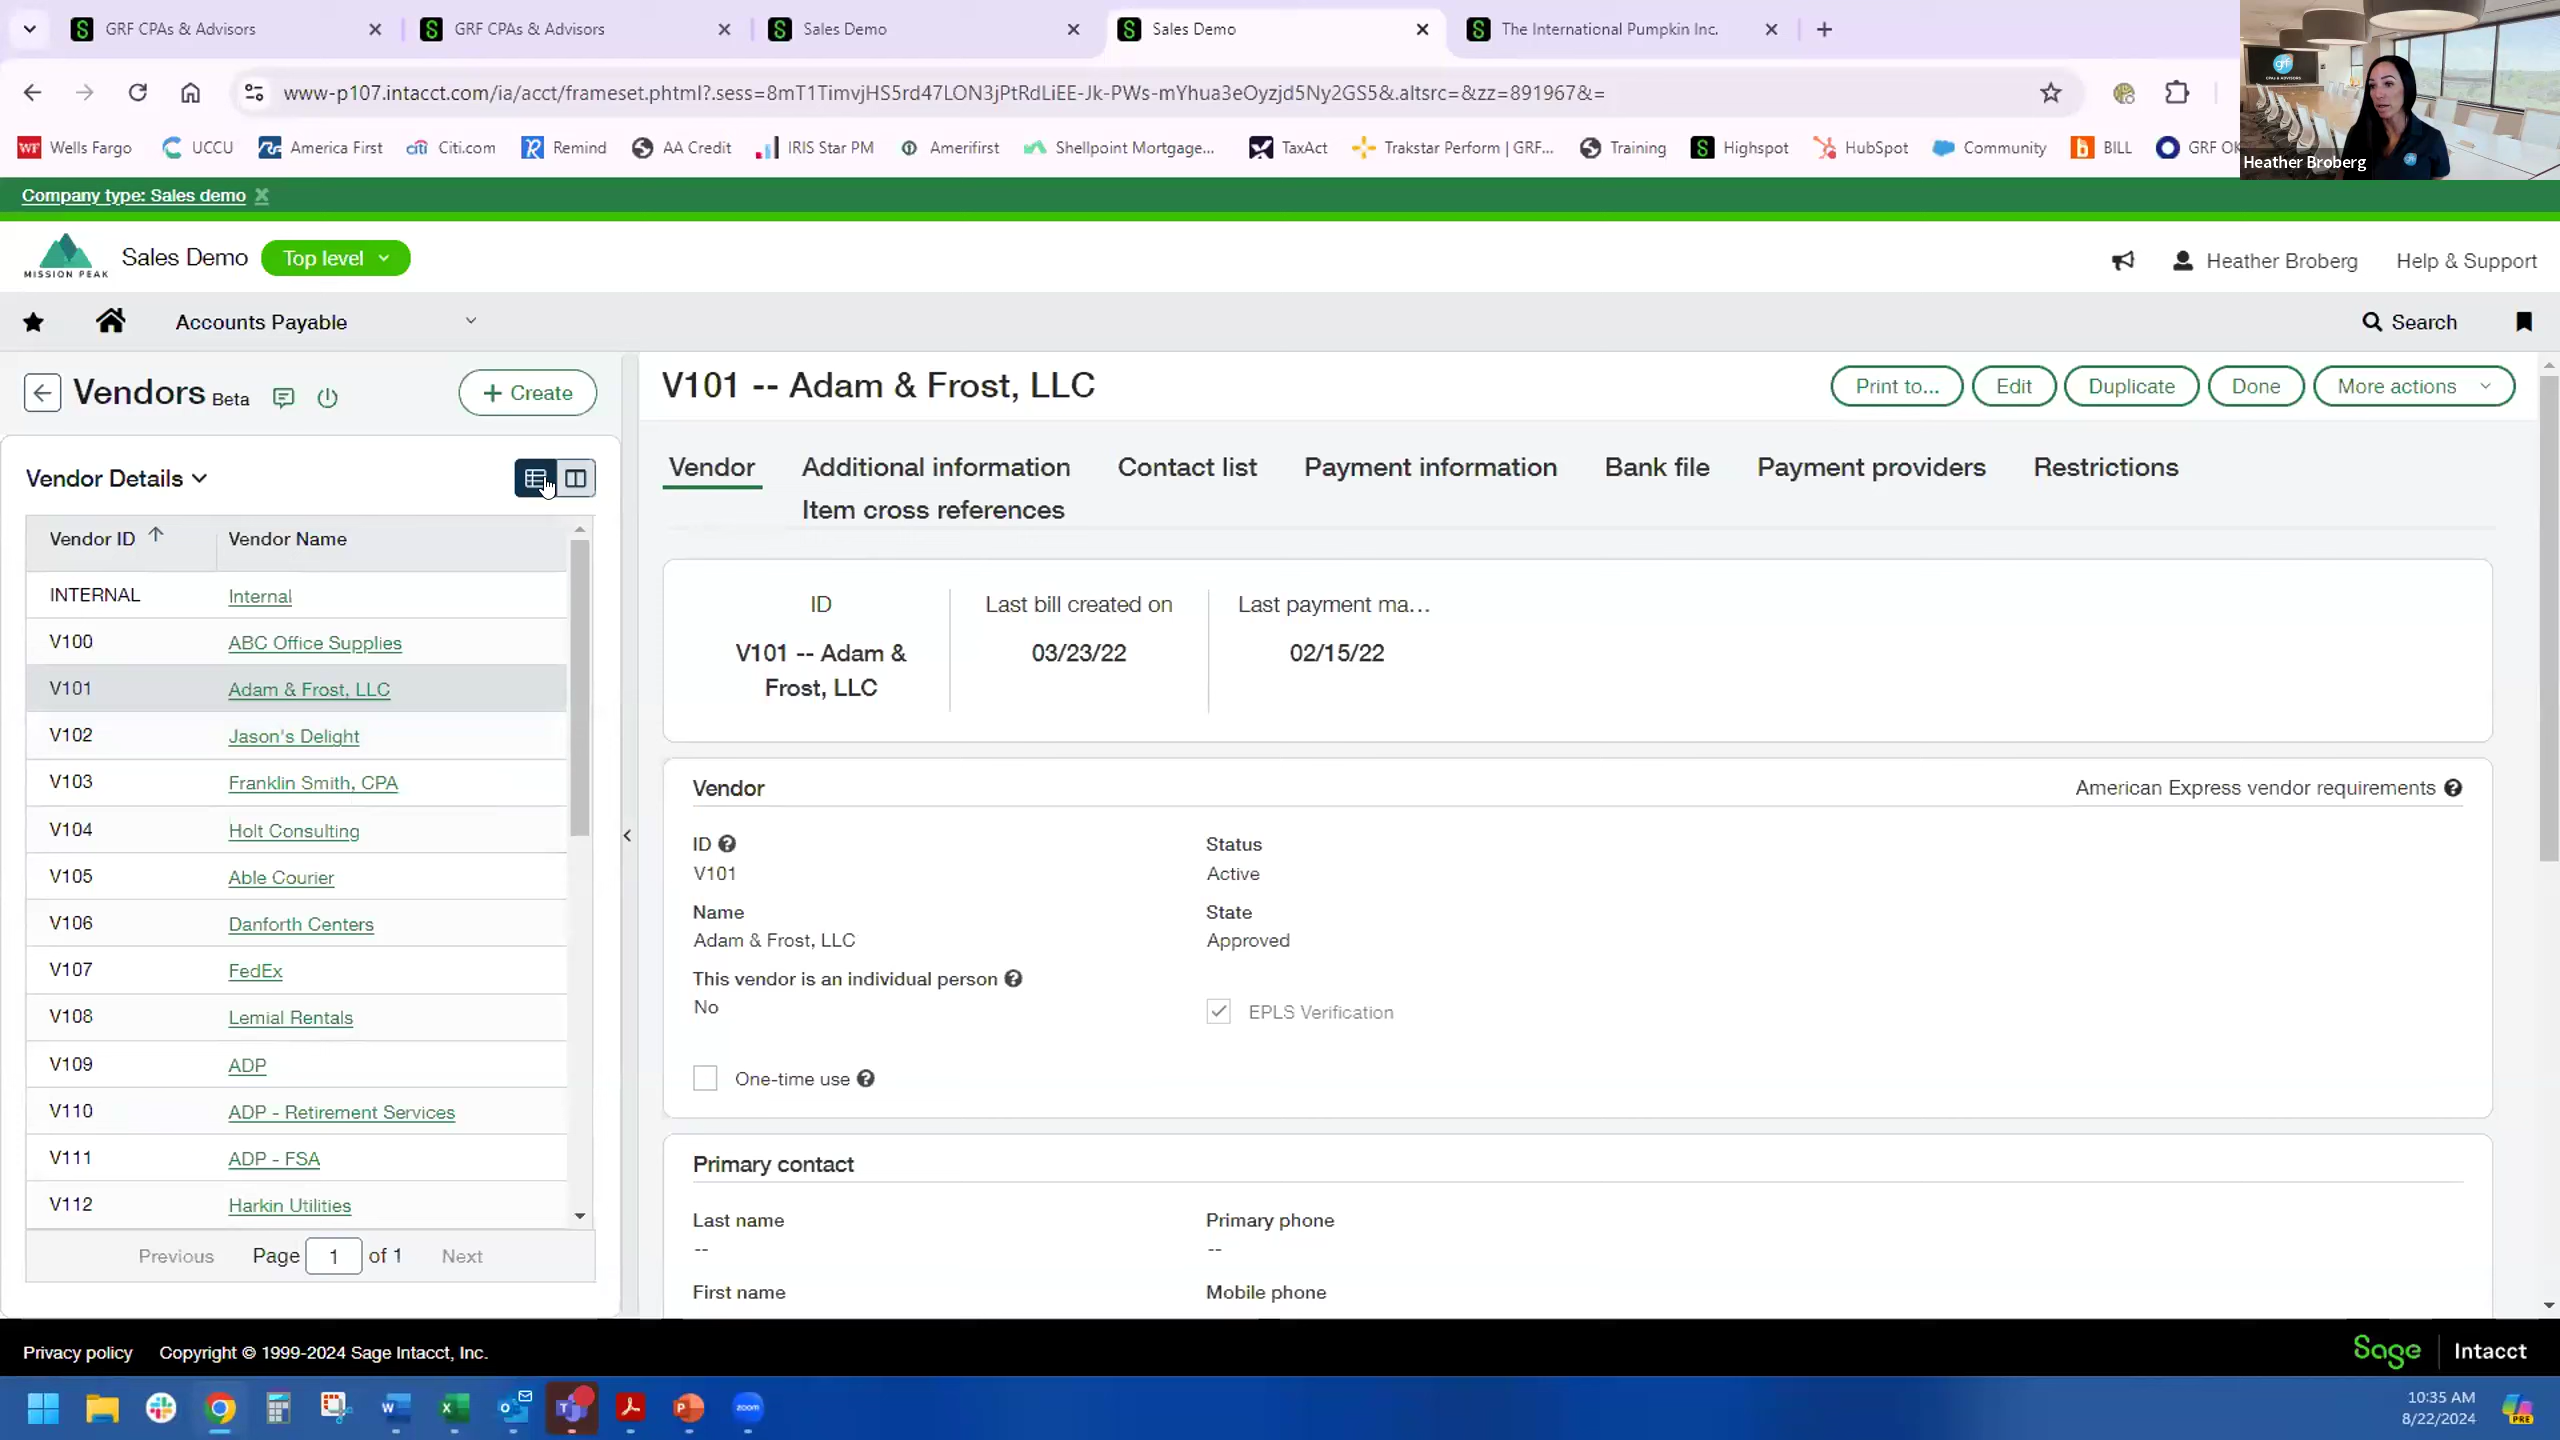 GRF CPAs & Advisors
GRF CPAs & Advisors
Sales Demo
Sales Demo
The International Pumpkin Inc.
www-p107.intacct.com/ia/acct/frameset.phtml?.sess=8mT1TimvjHS5rd47LON3jPtRdLiEE-Jk-PWs-mYhua3eOyzjd5Ny2GS5&.altsrc=&zz=891967&=
Wells Fargo
UCCU
America First
Citi.com
Remind
AA Credit
IRIS Star PM
Amerifirst
Shellpoint Mortgage...
TaxAct
Trakstar Perform | GRF...
Training
Highspot
HubSpot
Community
BILL
GRF OK
Heather Broberg
Company type: Sales demo
MISSION PEAK
Sales Demo
Top level
Heather Broberg
Help & Support
Accounts Payable
Search
Vendors Beta
+ Create
Vendor Details
Vendor ID Vendor Name
INTERNAL Internal
V100 ABC Office Supplies
V101 Adam & Frost, LLC
V102 Jason's Delight
V103 Franklin Smith, CPA
V104 Holt Consulting
V105 Able Courier
V106 Danforth Centers
V107 FedEx
V108 Lemial Rentals
V109 ADP
V110 ADP - Retirement Services
V111 ADP - FSA
V112 Harkin Utilities
Previous Page 1 of 1 Next
V101 -- Adam & Frost, LLC
Print to...
Edit
Duplicate
Done
More actions
Vendor
Additional information
Contact list
Payment information
Bank file
Payment providers
Restrictions
Item cross references
ID
V101 -- Adam &
Frost, LLC
Last bill created on
03/23/22
Last payment ma...
02/15/22
Vendor
American Express vendor requirements
ID
V101
Status
Active
Name
Adam & Frost, LLC
State
Approved
This vendor is an individual person
No
EPLS Verification
One-time use
Primary contact
Last name
--
Primary phone
--
First name
Mobile phone
Privacy policy
Copyright © 1999-2024 Sage Intacct, Inc.
Sage
Intacct
zoom
10:35 AM
8/22/2024
PRE